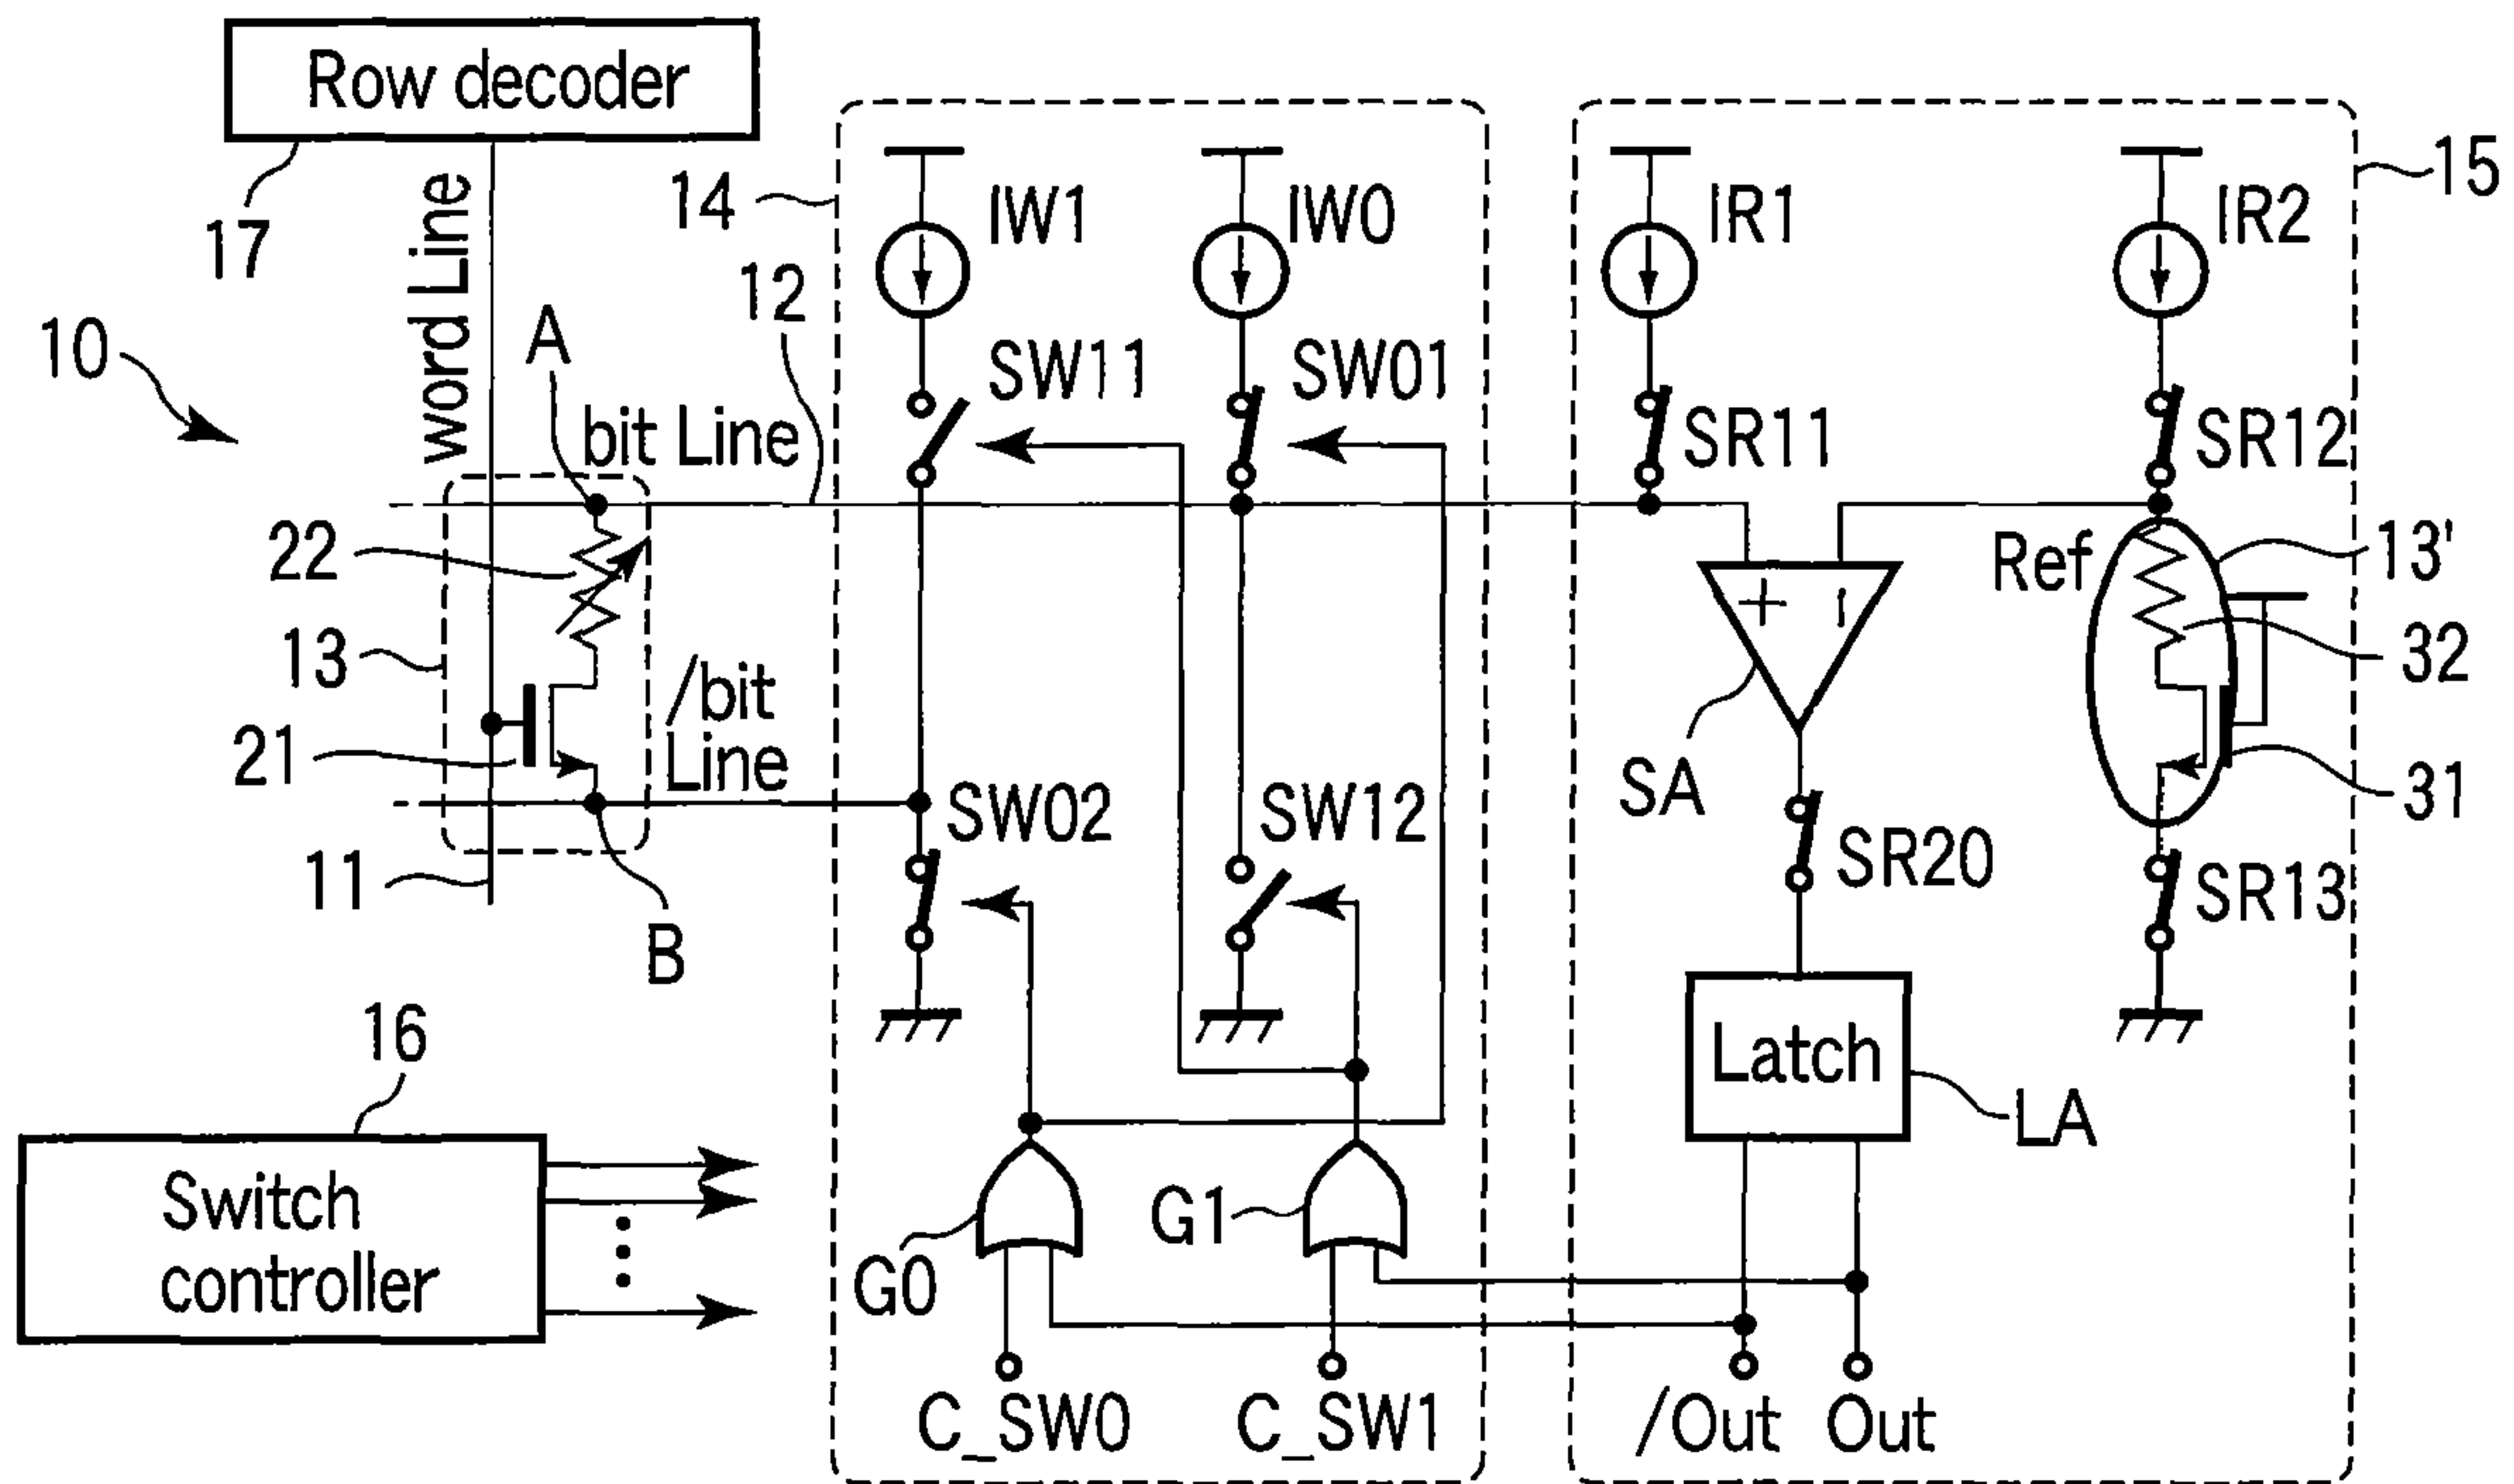 Row decoder
17
word Line
10
A
bit Line
12
14
IW1
IW0
IR1
IR2
15
SW11
SW01
SR11
SR12
22
13
21
/bit
Line
11
B
SW02
SW12
+
−
Ref
13'
32
31
SA
SR20
SR13
Latch
LA
16
Switch
controller
G0
G1
C_SW0
C_SW1
/Out
Out